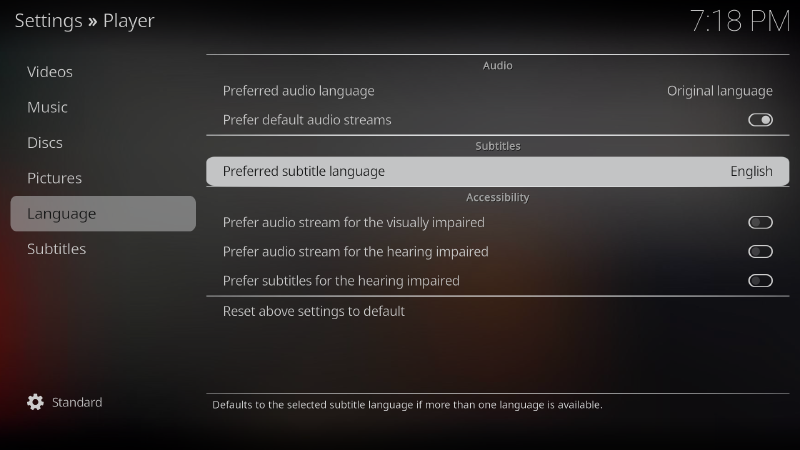 Settings » Player
7:18 PM
Videos
Music
Discs
Pictures
Language
Subtitles
Standard
Audio
Preferred audio language Original language
Prefer default audio streams
Subtitles
Preferred subtitle language English
Accessibility
Prefer audio stream for the visually impaired
Prefer audio stream for the hearing impaired
Prefer subtitles for the hearing impaired
Reset above settings to default
Defaults to the selected subtitle language if more than one language is available.